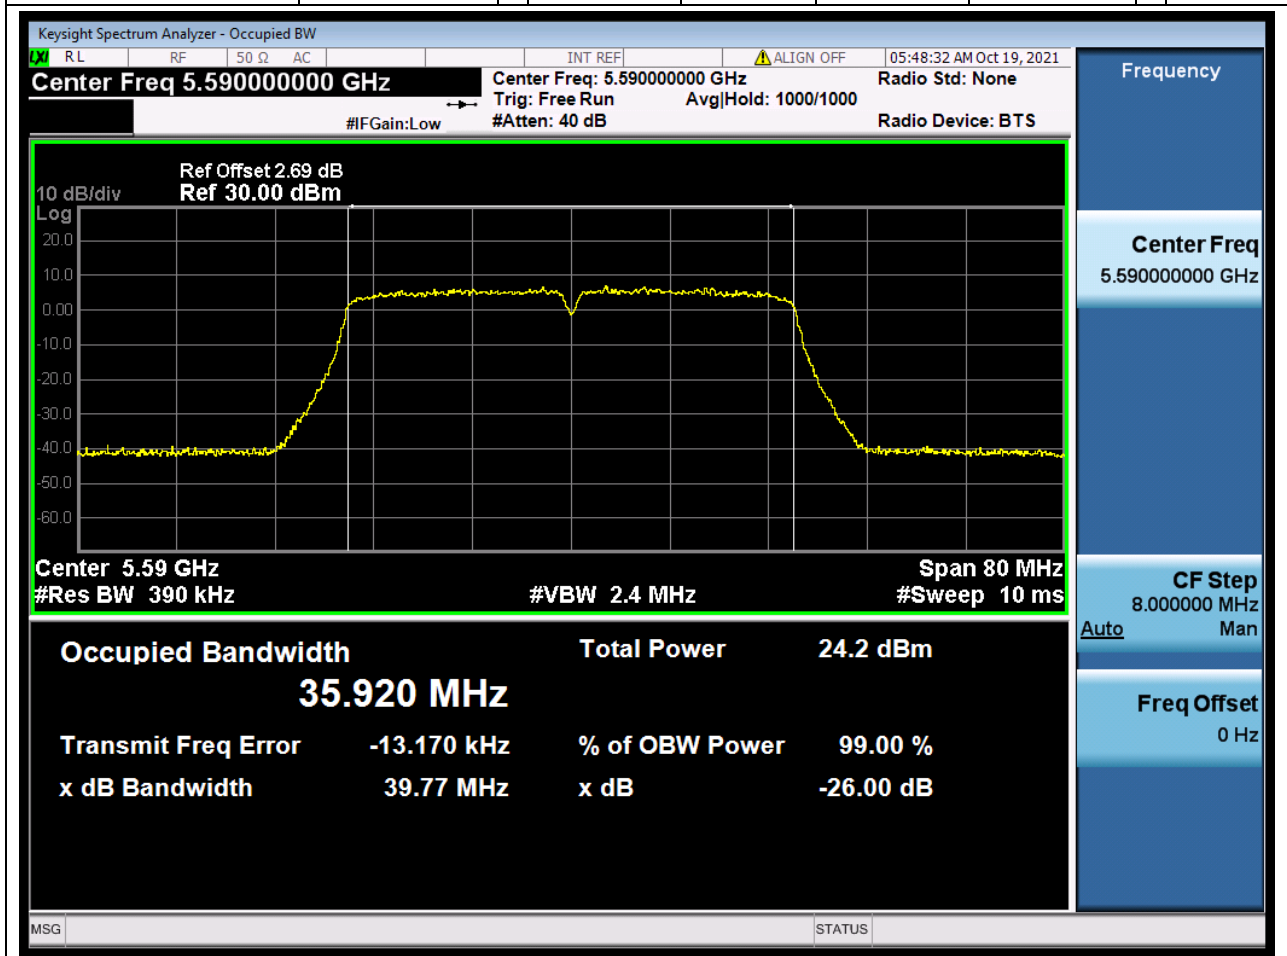 Keysight Spectrum Analyzer - Occupied BW
LXI RL RF 50 Ω AC INT REF ALIGN OFF 05:48:32 AM Oct 19, 2021
Center Freq 5.590000000 GHz
Center Freq: 5.590000000 GHz
Radio Std: None
Trig: Free Run Avg|Hold: 1000/1000
#IFGain:Low
#Atten: 40 dB
Radio Device: BTS
Ref Offset 2.69 dB
10 dB/div Ref 30.00 dBm
Log
20.0
10.0
0.00
-10.0
-20.0
-30.0
-40.0
-50.0
-60.0
Center 5.59 GHz Span 80 MHz
#Res BW 390 kHz #VBW 2.4 MHz #Sweep 10 ms
Occupied Bandwidth Total Power 24.2 dBm
35.920 MHz
Transmit Freq Error -13.170 kHz % of OBW Power 99.00 %
x dB Bandwidth 39.77 MHz x dB -26.00 dB
MSG STATUS
Frequency
Center Freq
5.590000000 GHz
CF Step
8.000000 MHz
Auto Man
Freq Offset
0 Hz